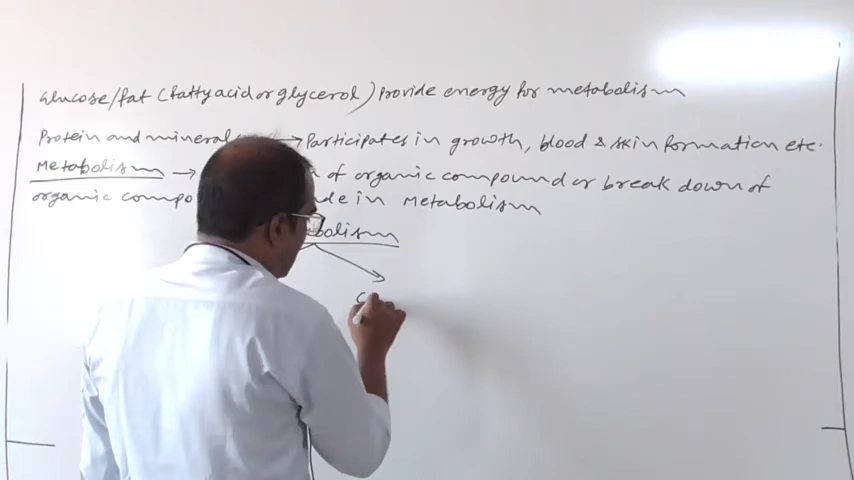 Glucose/fat (fatty acid or glycerol) provide energy for metabolism
Protein and mineral → Participates in growth, blood & skin formation etc.
Metabolism → of organic compound or break down of
organic compo de in Metabolism
bolism
C